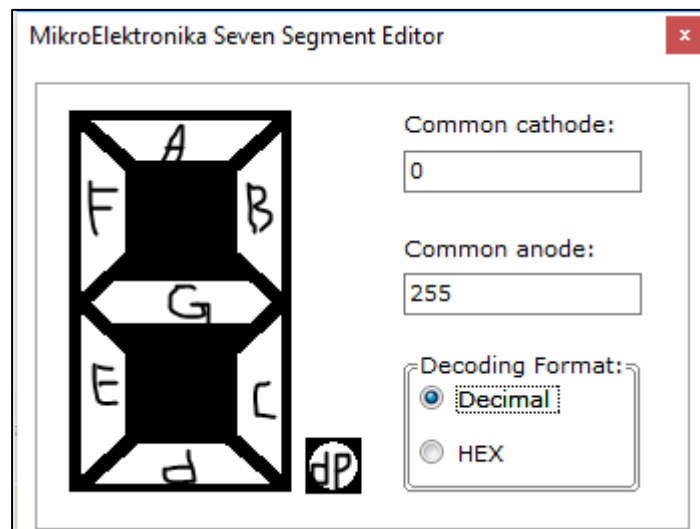 MikroElektronika Seven Segment Editor
x
A
F
B
G
E
C
d
dP
Common cathode:
0
Common anode:
255
Decoding Format:
Decimal
HEX